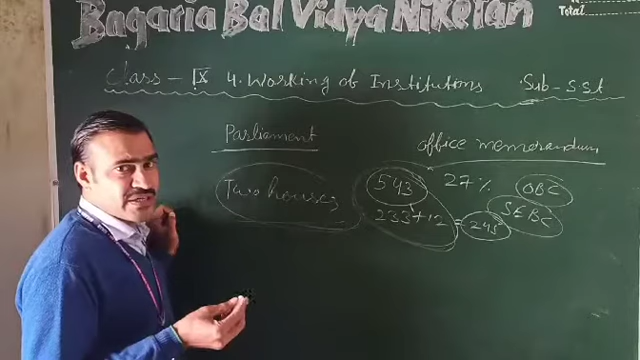 Bagaria Bal Vidya Niketan
Total
Class - IX 4. Working of Institutions Sub - S.S.t
Parliament office memorandum
Two houses 543 27% OBC
233+12 = 245 SEBC